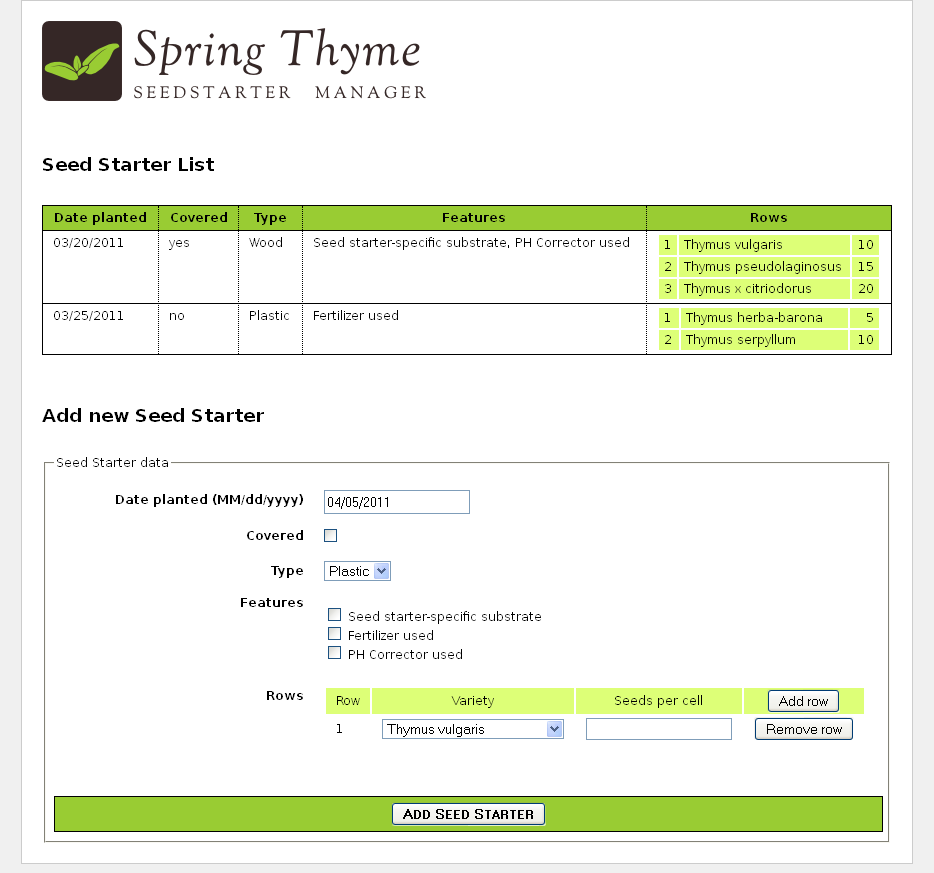 Spring Thyme
SEEDSTARTER MANAGER
Seed Starter List
Date planted Covered Type Features Rows
03/20/2011 yes Wood Seed starter-specific substrate, PH Corrector used 1 Thymus vulgaris 10
2 Thymus pseudolaginosus 15
3 Thymus x citriodorus 20
03/25/2011 no Plastic Fertilizer used 1 Thymus herba-barona 5
2 Thymus serpyllum 10
Add new Seed Starter
Seed Starter data
Date planted (MM/dd/yyyy) 04/05/2011
Covered
Type Plastic
Features
Seed starter-specific substrate
Fertilizer used
PH Corrector used
Rows Row Variety Seeds per cell Add row
1 Thymus vulgaris Remove row
ADD SEED STARTER